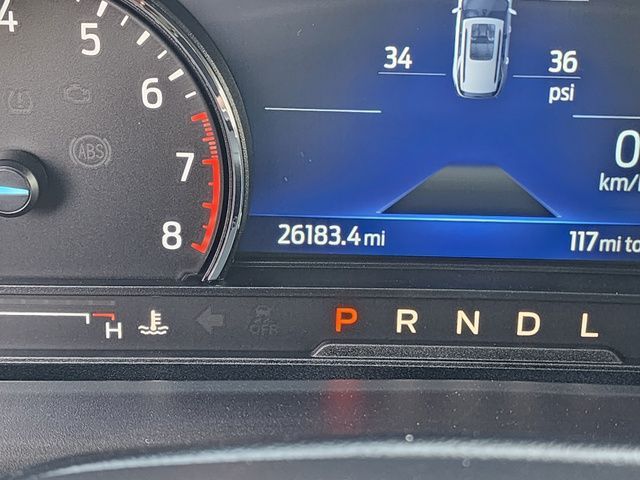 4
5
6
7
8
ABS
34
36
psi
0
km/h
26183.4 mi
117 mi to
H
OFF
P R N D L